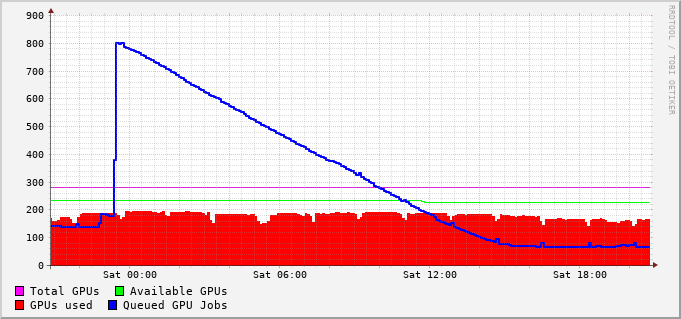 900
800
700
600
500
400
300
200
100
0
Sat 00:00 Sat 06:00 Sat 12:00 Sat 18:00
Total GPUs Available GPUs
GPUs used Queued GPU Jobs
RRDTOOL / TOBI OETIKER